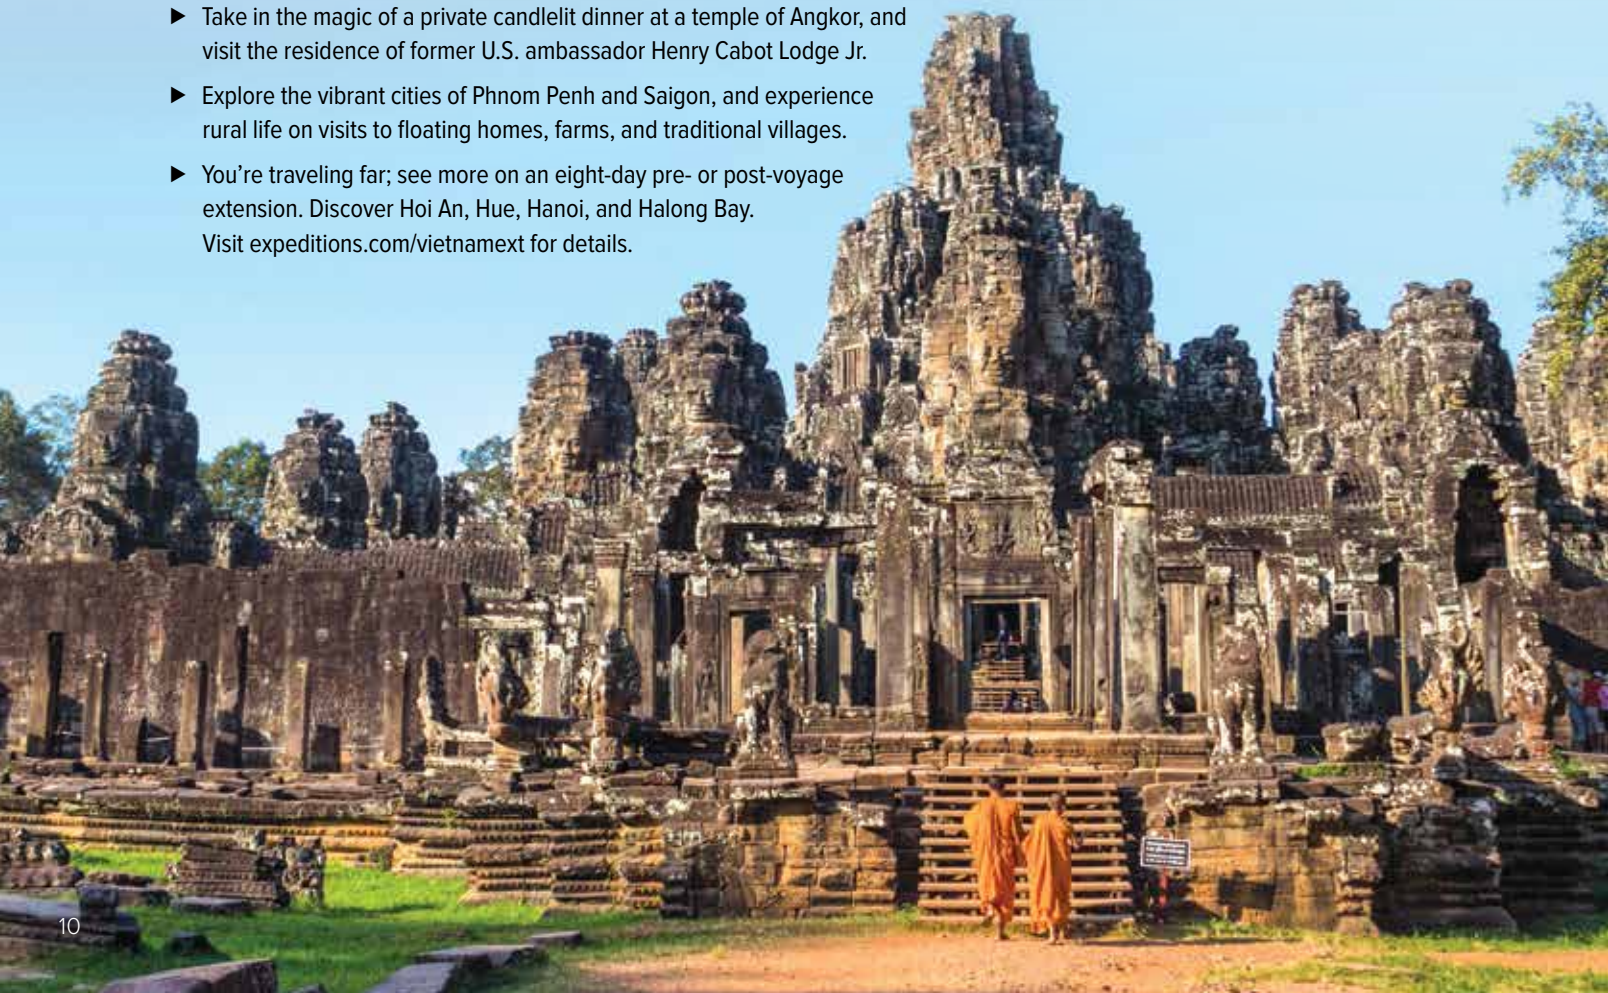 ▶ Take in the magic of a private candlelit dinner at a temple of Angkor, and
visit the residence of former U.S. ambassador Henry Cabot Lodge Jr.
▶ Explore the vibrant cities of Phnom Penh and Saigon, and experience
rural life on visits to floating homes, farms, and traditional villages.
▶ You’re traveling far; see more on an eight-day pre- or post-voyage
extension. Discover Hoi An, Hue, Hanoi, and Halong Bay.
Visit expeditions.com/vietnamext for details.
10